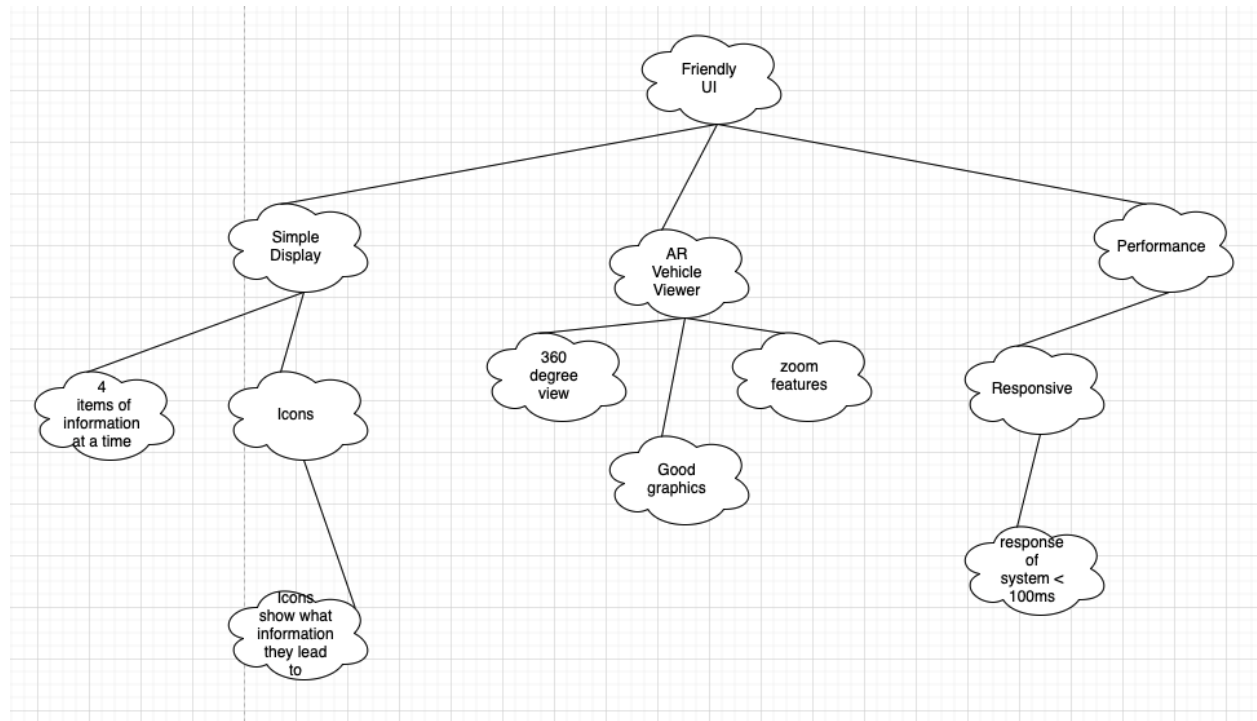 Friendly
UI
Simple
Display
AR
Vehicle
Viewer
Performance
4
items of
information
at a time
Icons
360
degree
view
zoom
features
Responsive
Good
graphics
response
of
system <
100ms
Icons
show what
information
they lead
to